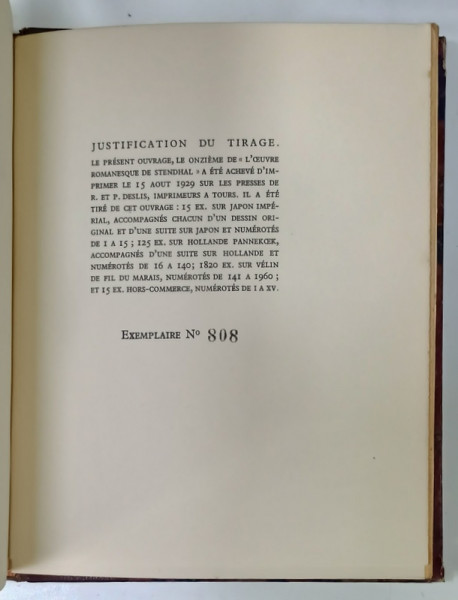 JUSTIFICATION DU TIRAGE.
LE PRÉSENT OUVRAGE, LE ONZIÈME DE « L'ŒUVRE
ROMANESQUE DE STENDHAL » A ÉTÉ ACHEVÉ D'IM-
PRIMER LE 15 AOUT 1929 SUR LES PRESSES DE
R. ET P. DESLIS, IMPRIMEURS A TOURS. IL A ÉTÉ
TIRÉ DE CET OUVRAGE : 15 EX. SUR JAPON IMPÉ-
RIAL, ACCOMPAGNÉS CHACUN D'UN DESSIN ORI-
GINAL ET D'UNE SUITE SUR JAPON ET NUMÉROTÉS
DE 1 A 15 ; 125 EX. SUR HOLLANDE PANNEKŒK,
ACCOMPAGNÉS D'UNE SUITE SUR HOLLANDE ET
NUMÉROTÉS DE 16 A 140 ; 1820 EX. SUR VÉLIN
DE FIL DU MARAIS, NUMÉROTÉS DE 141 A 1960 ;
ET 15 EX. HORS-COMMERCE, NUMÉROTÉS DE I A XV.
EXEMPLAIRE Nº 808